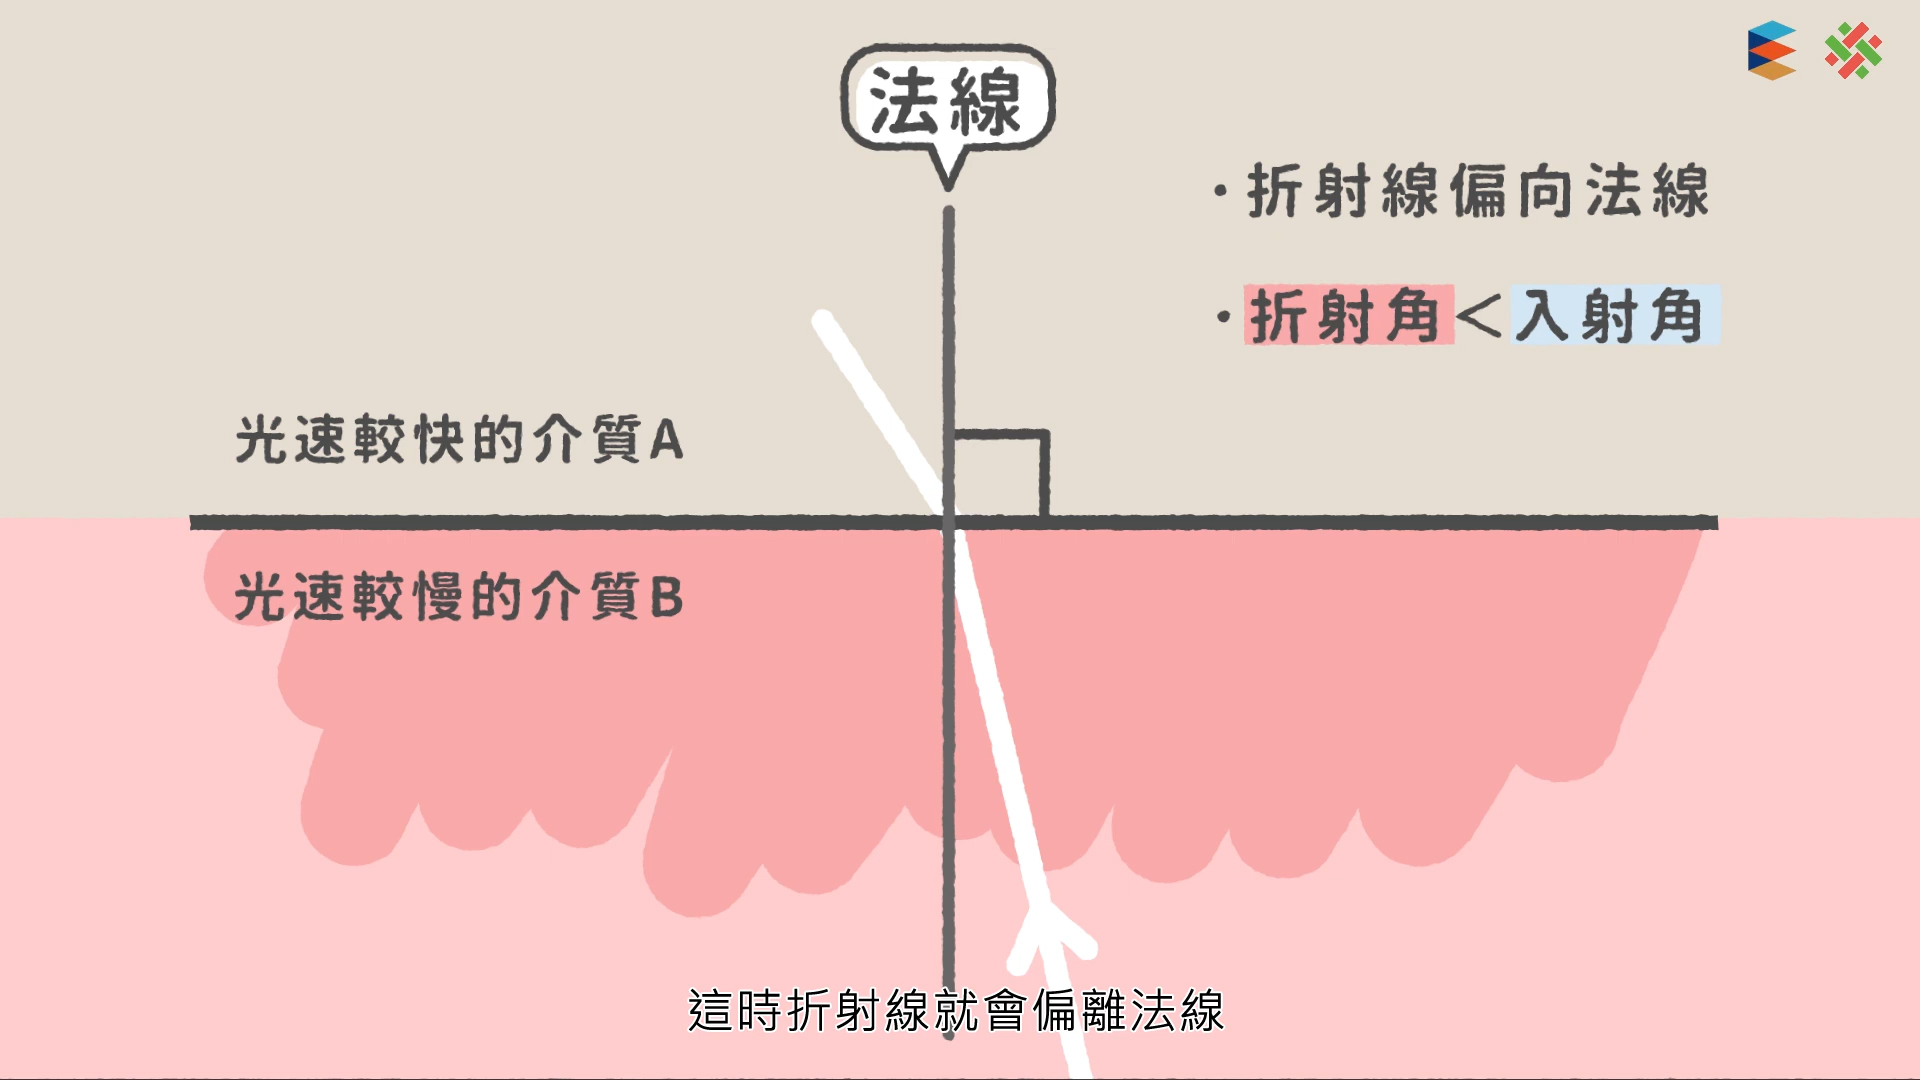 法線
・折射線偏向法線
・折射角<入射角
光速較快的介質A
光速較慢的介質B
這時折射線就會偏離法線